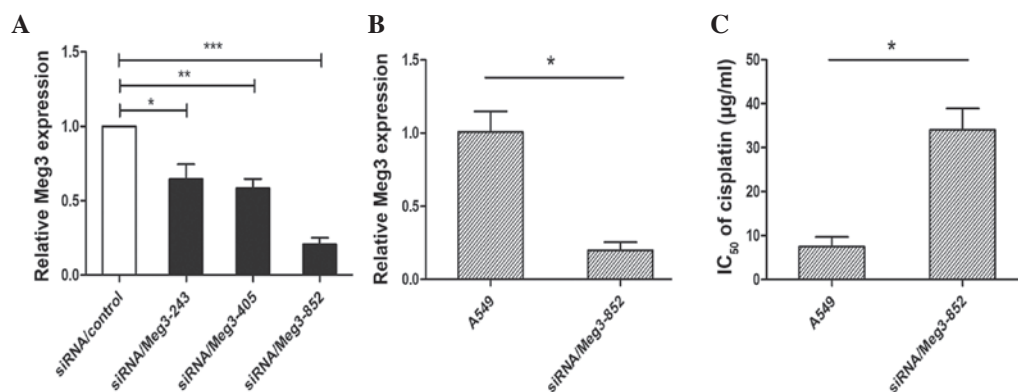 A
Relative Meg3 expression
1.5
1.0
0.5
0.0
***
**
*
siRNA/control
siRNA/Meg3-243
siRNA/Meg3-405
siRNA/Meg3-852
B
Relative Meg3 expression
1.5
1.0
0.5
0.0
*
A549
siRNA/Meg3-852
C
IC50 of cisplatin (μg/ml)
50
40
30
20
10
0
*
A549
siRNA/Meg3-852